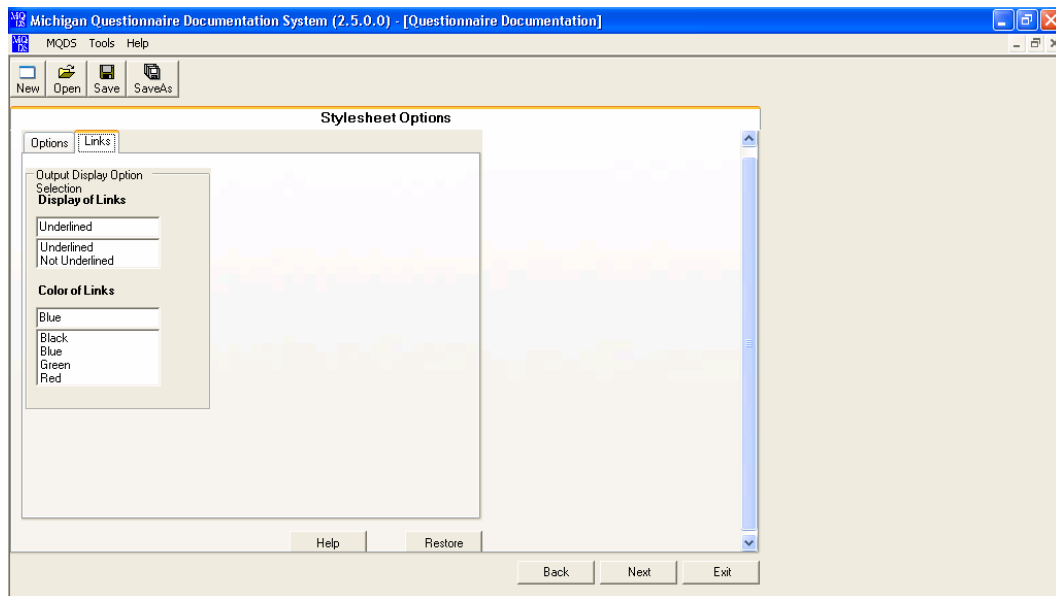 Michigan Questionnaire Documentation System (2.5.0.0) - [Questionnaire Documentation]
MQDS Tools Help
New Open Save SaveAs
Stylesheet Options
Options Links
Output Display Option
Selection
Display of Links
Underlined
Underlined
Not Underlined
Color of Links
Blue
Black
Blue
Green
Red
Help Restore
Back Next Exit